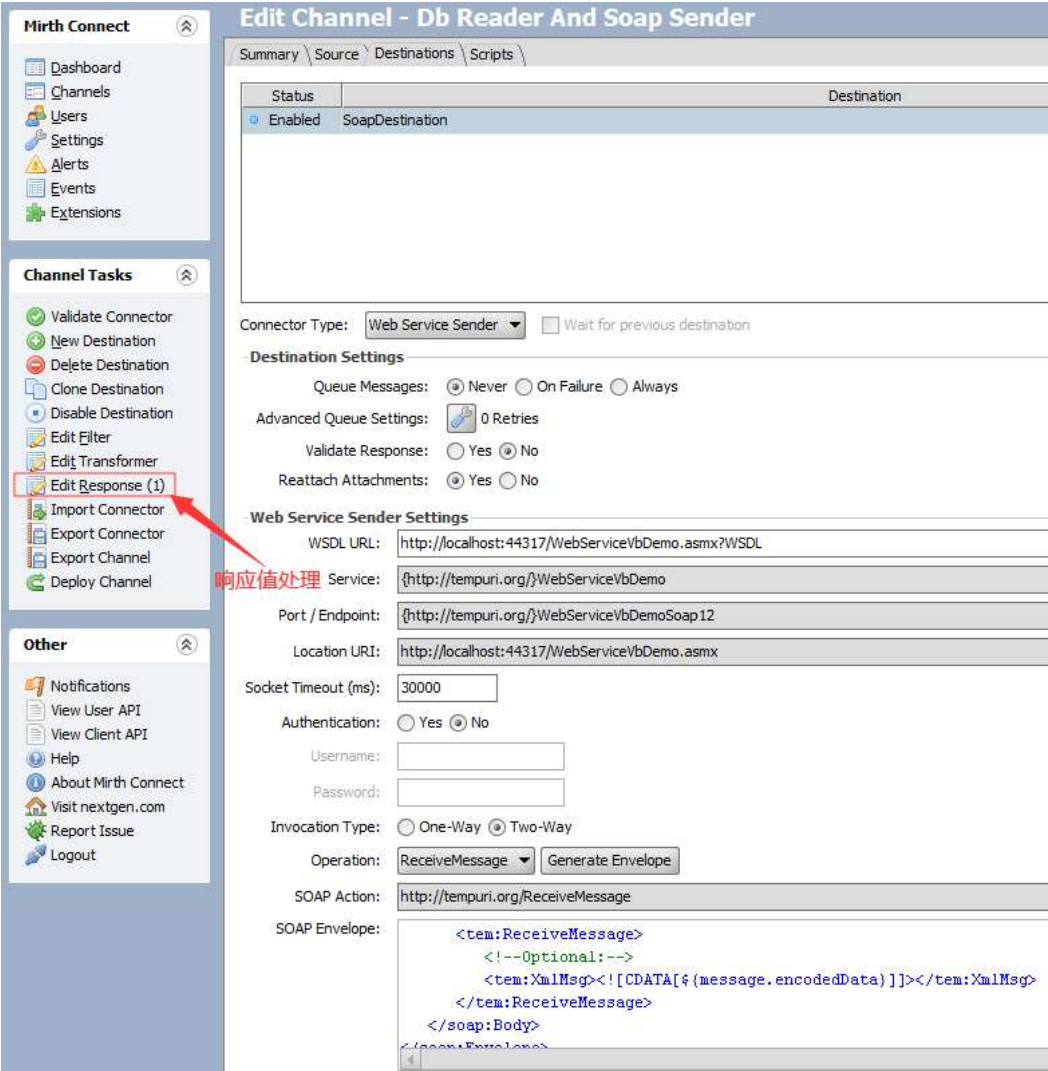 Mirth Connect
Dashboard
Channels
Users
Settings
Alerts
Events
Extensions
Channel Tasks
Validate Connector
New Destination
Delete Destination
Clone Destination
Disable Destination
Edit Filter
Edit Transformer
Edit Response (1)
Import Connector
Export Connector
Export Channel
Deploy Channel
Other
Notifications
View User API
View Client API
Help
About Mirth Connect
Visit nextgen.com
Report Issue
Logout
Edit Channel - Db Reader And Soap Sender
Summary Source Destinations Scripts
Status Destination
Enabled SoapDestination
Connector Type: Web Service Sender Wait for previous destination
Destination Settings
Queue Messages: Never On Failure Always
Advanced Queue Settings: 0 Retries
Validate Response: Yes No
Reattach Attachments: Yes No
Web Service Sender Settings
WSDL URL: http://localhost:44317/WebServiceVbDemo.asmx?WSDL
响应值处理
Service: {http://tempuri.org/}WebServiceVbDemo
Port / Endpoint: {http://tempuri.org/}WebServiceVbDemoSoap12
Location URI: http://localhost:44317/WebServiceVbDemo.asmx
Socket Timeout (ms): 30000
Authentication: Yes No
Username:
Password:
Invocation Type: One-Way Two-Way
Operation: ReceiveMessage Generate Envelope
SOAP Action: http://tempuri.org/ReceiveMessage
SOAP Envelope: <tem:ReceiveMessage>
<!--Optional:-->
<tem:XmlMsg><![CDATA[${message.encodedData}]]></tem:XmlMsg>
</tem:ReceiveMessage>
</soap:Body>
</soap:Envelope>